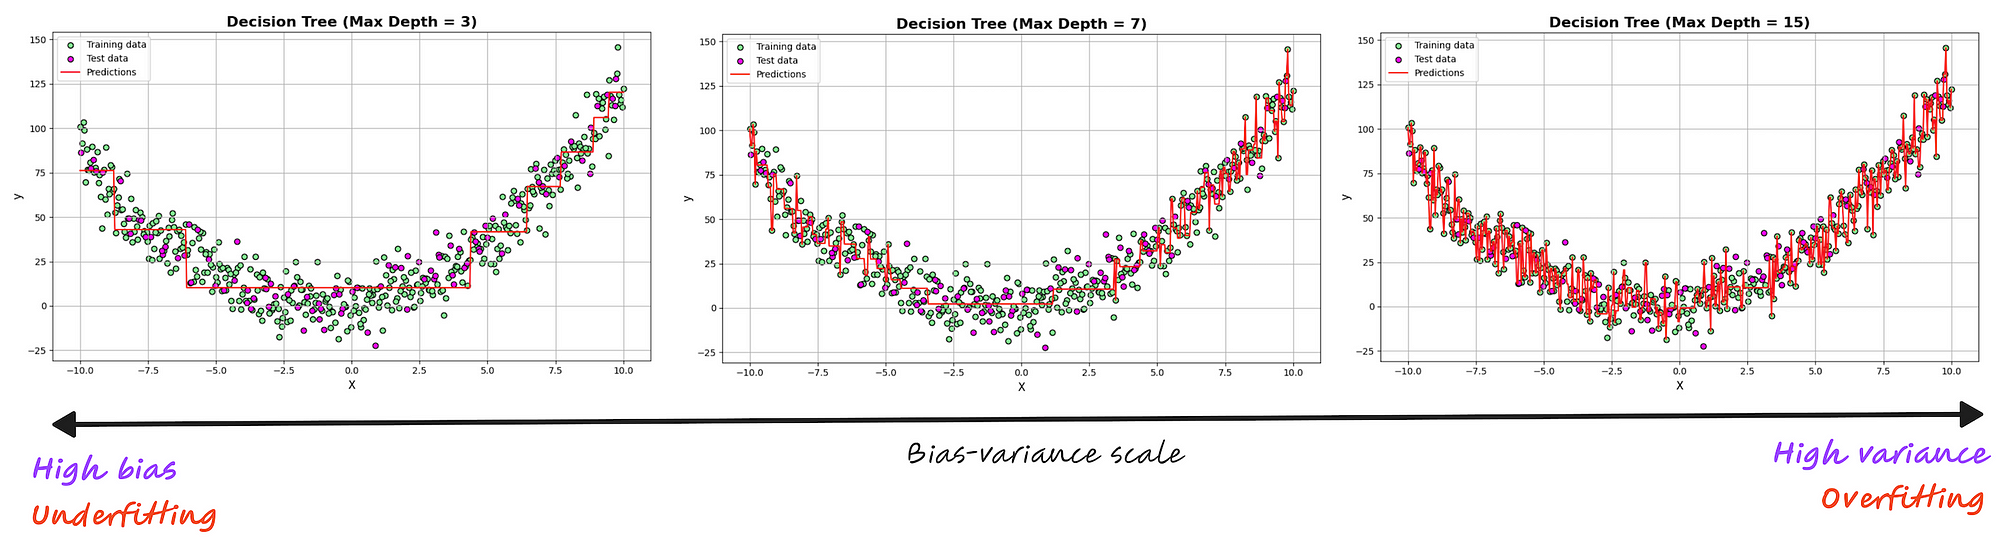 Decision Tree (Max Depth = 3)
Training data
Test data
Predictions
150
125
100
75
50
25
0
−25
y
−10.0 −7.5 −5.0 −2.5 0.0 2.5 5.0 7.5 10.0
X
Decision Tree (Max Depth = 7)
Training data
Test data
Predictions
150
125
100
75
50
25
0
−25
y
−10.0 −7.5 −5.0 −2.5 0.0 2.5 5.0 7.5 10.0
X
Decision Tree (Max Depth = 15)
Training data
Test data
Predictions
150
125
100
75
50
25
0
−25
y
−10.0 −7.5 −5.0 −2.5 0.0 2.5 5.0 7.5 10.0
X
High bias
Underfitting
Bias-variance scale
High variance
Overfitting